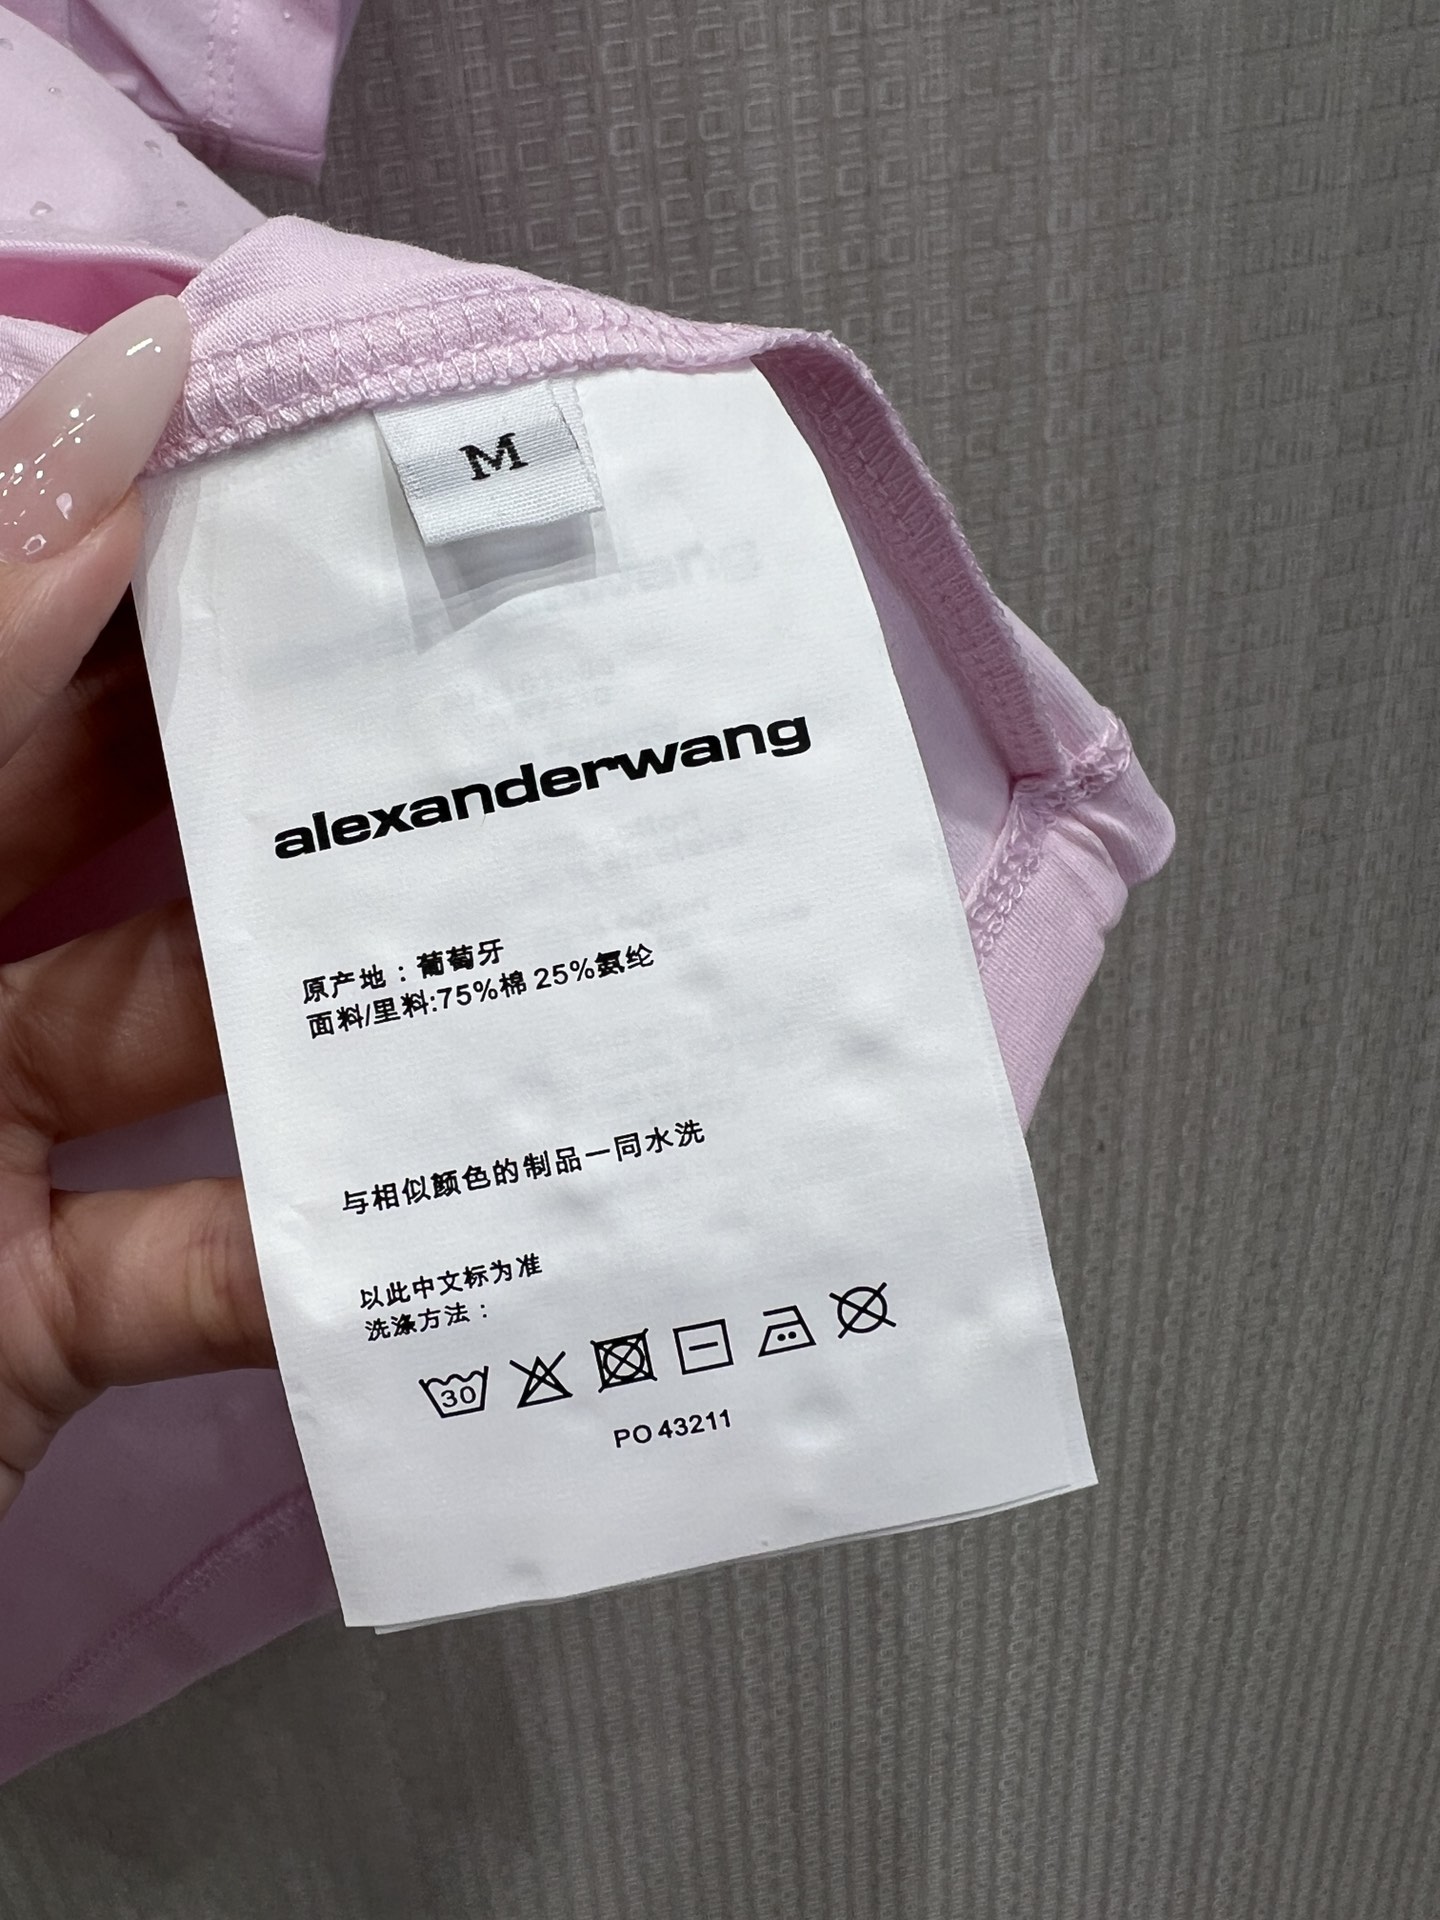 M
alexanderwang
原产地：葡萄牙
面料/里料:75%棉 25%氨纶
与相似颜色的制品一同水洗
以此中文标为准
洗涤方法：
30
PO 43211